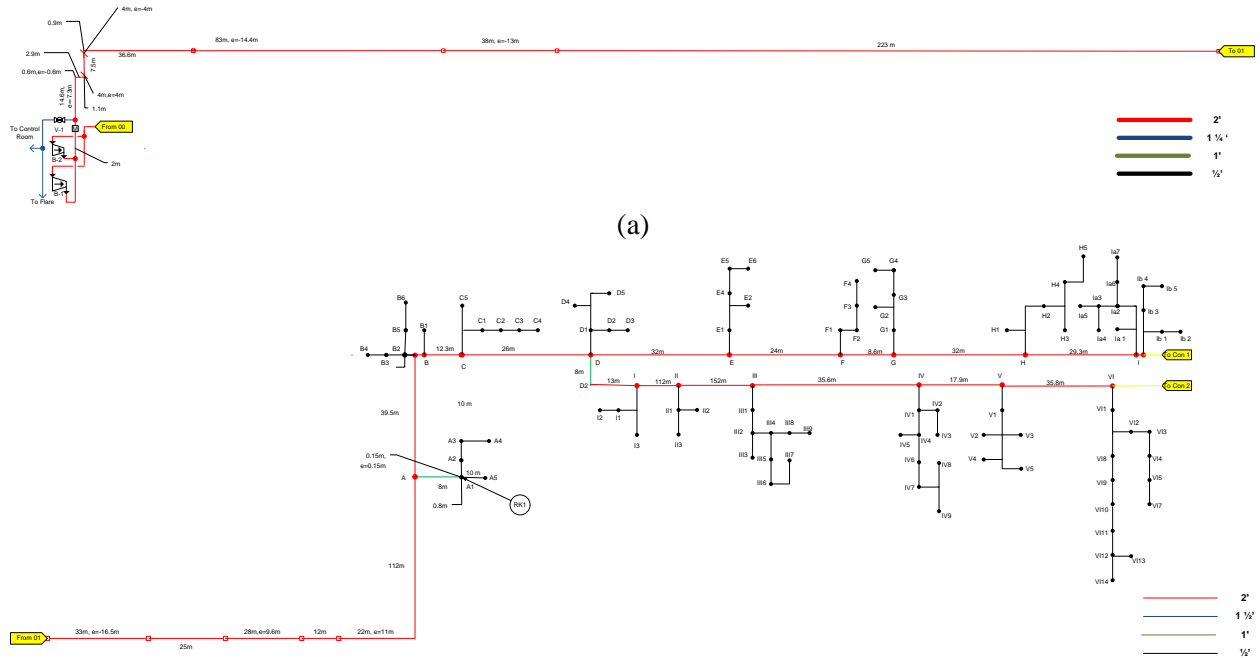 4m, e=-4m
0.9m
83m, e=-14.4m
38m, e=-13m
223 m
36.6m
To 01
2.9m
7.5m
0.6m,e=-0.6m
14.6m,
e=7.3m
4m,e=4m
1.1m
To Control
Room
V-1
From 00
B-2
2m
B-1
To Flare
2'
1 ¼ '
1'
½'
(a)
H5
Ia7
E5
E6
G5
G4
Ib 4
Ib 5
F4
H4
Ia6
B6
C5
D4
D5
E4
E2
F3
G3
G2
Ia3
Ia2
Ib 3
Ia5
H2
B5
B1
C1
C2
C3
C4
D1
D2
D3
E1
F1
F2
G1
H1
H3
Ia4
Ia 1
Ib 1
Ib 2
B4
B2
B3
12.3m
26m
32m
24m
8.6m
32m
29.3m
To Con 1
B
C
D
E
F
G
H
I
8m
I
II
III
IV
V
VI
D2
13m
112m
152m
35.6m
17.9m
35.8m
To Con 2
39.5m
10 m
I2
I1
I3
II1
II2
II3
III1
III2
III3
III4
III8
III9
III5
III7
III6
IV1
IV2
IV5
IV4
IV3
IV6
IV8
IV7
IV9
V1
V2
V3
V4
V5
VI1
VI2
VI3
VI8
VI4
VI9
VI5
VI10
VI7
VI11
VI12
VI13
VI14
A3
A4
0.15m,
e=0.15m
A2
10 m
A
8m
A1
A5
0.8m
RK1
112m
From 01
33m, e=-16.5m
25m
28m,e=9.6m
12m
22m, e=11m
2'
1 ½'
1'
½'